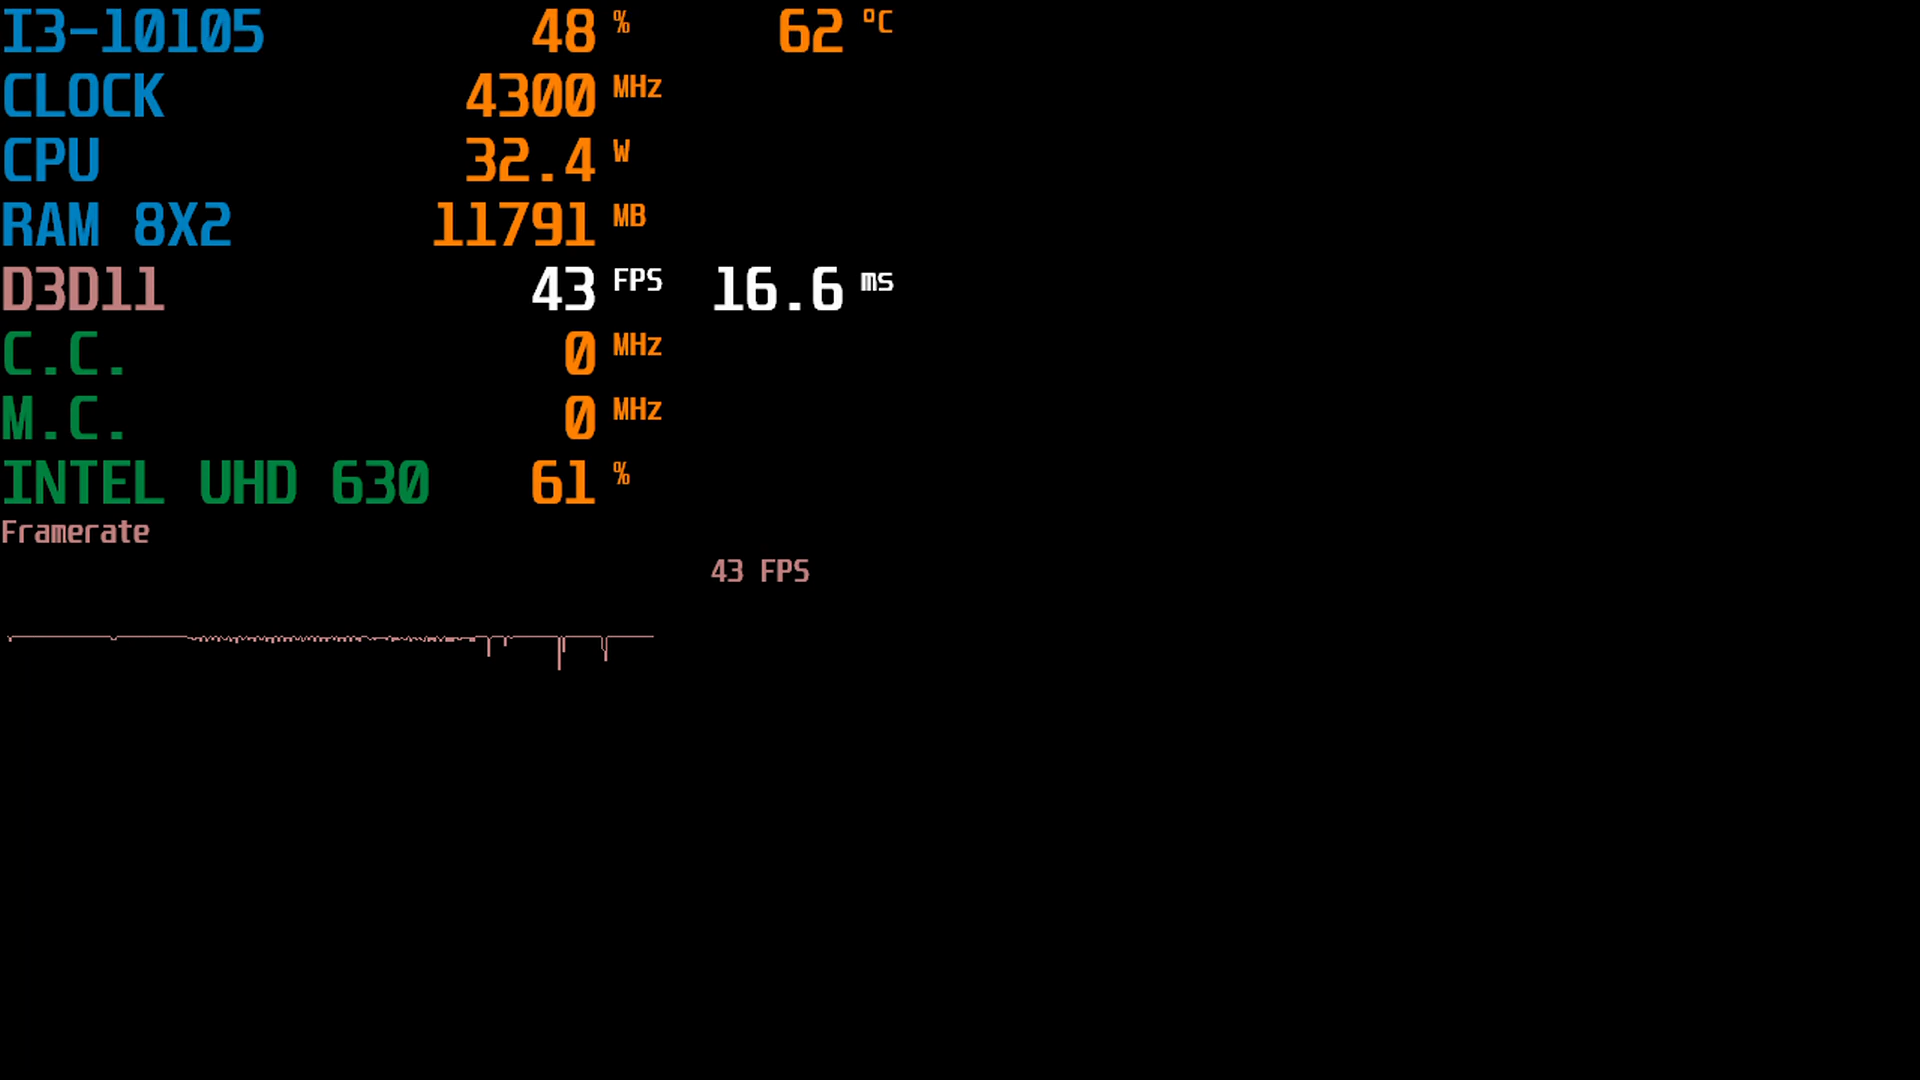 I3-10105 48 % 62 °C
CLOCK 4300 MHz
CPU 32.4 W
RAM 8X2 11791 MB
D3D11 43 FPS 16.6 ms
C.C. 0 MHz
M.C. 0 MHz
INTEL UHD 630 61 %
Framerate
43 FPS